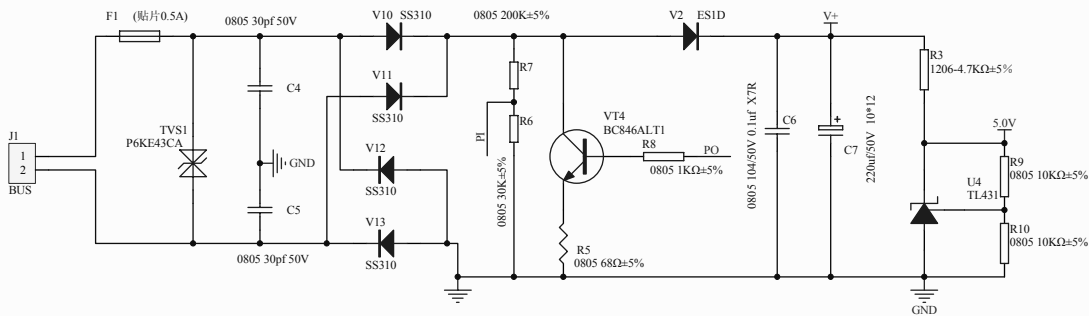 F1
(贴片0.5A)
0805 30pf 50V
V10
SS310
0805 200K±5%
V2
ES1D
V+
R3
1206-4.7KΩ±5%
V11
SS310
R7
C4
TVS1
P6KE43CA
VT4
BC846ALT1
R8
PO
0805 1KΩ±5%
PI
R6
0805 30K±5%
0805 104/50V 0.1uf X7R
C6
C7
220uf/50V 10*12
5.0V
J1
1
2
BUS
GND
V12
SS310
R9
0805 10KΩ±5%
U4
TL431
C5
V13
SS310
0805 30pf 50V
R5
0805 68Ω±5%
R10
0805 10KΩ±5%
GND